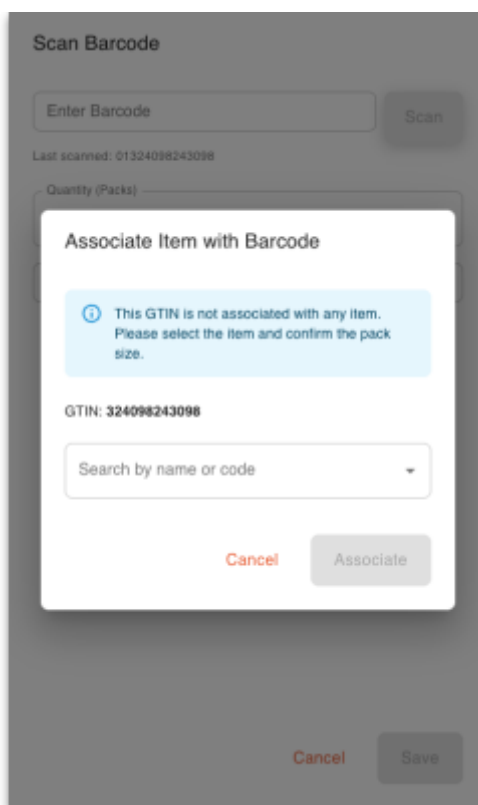 Scan Barcode
Enter Barcode
Scan
Last scanned: 01324098243098
Quantity (Packs)
Associate Item with Barcode
This GTIN is not associated with any item.
Please select the item and confirm the pack
size.
GTIN: 324098243098
Search by name or code
Cancel
Associate
Cancel
Save